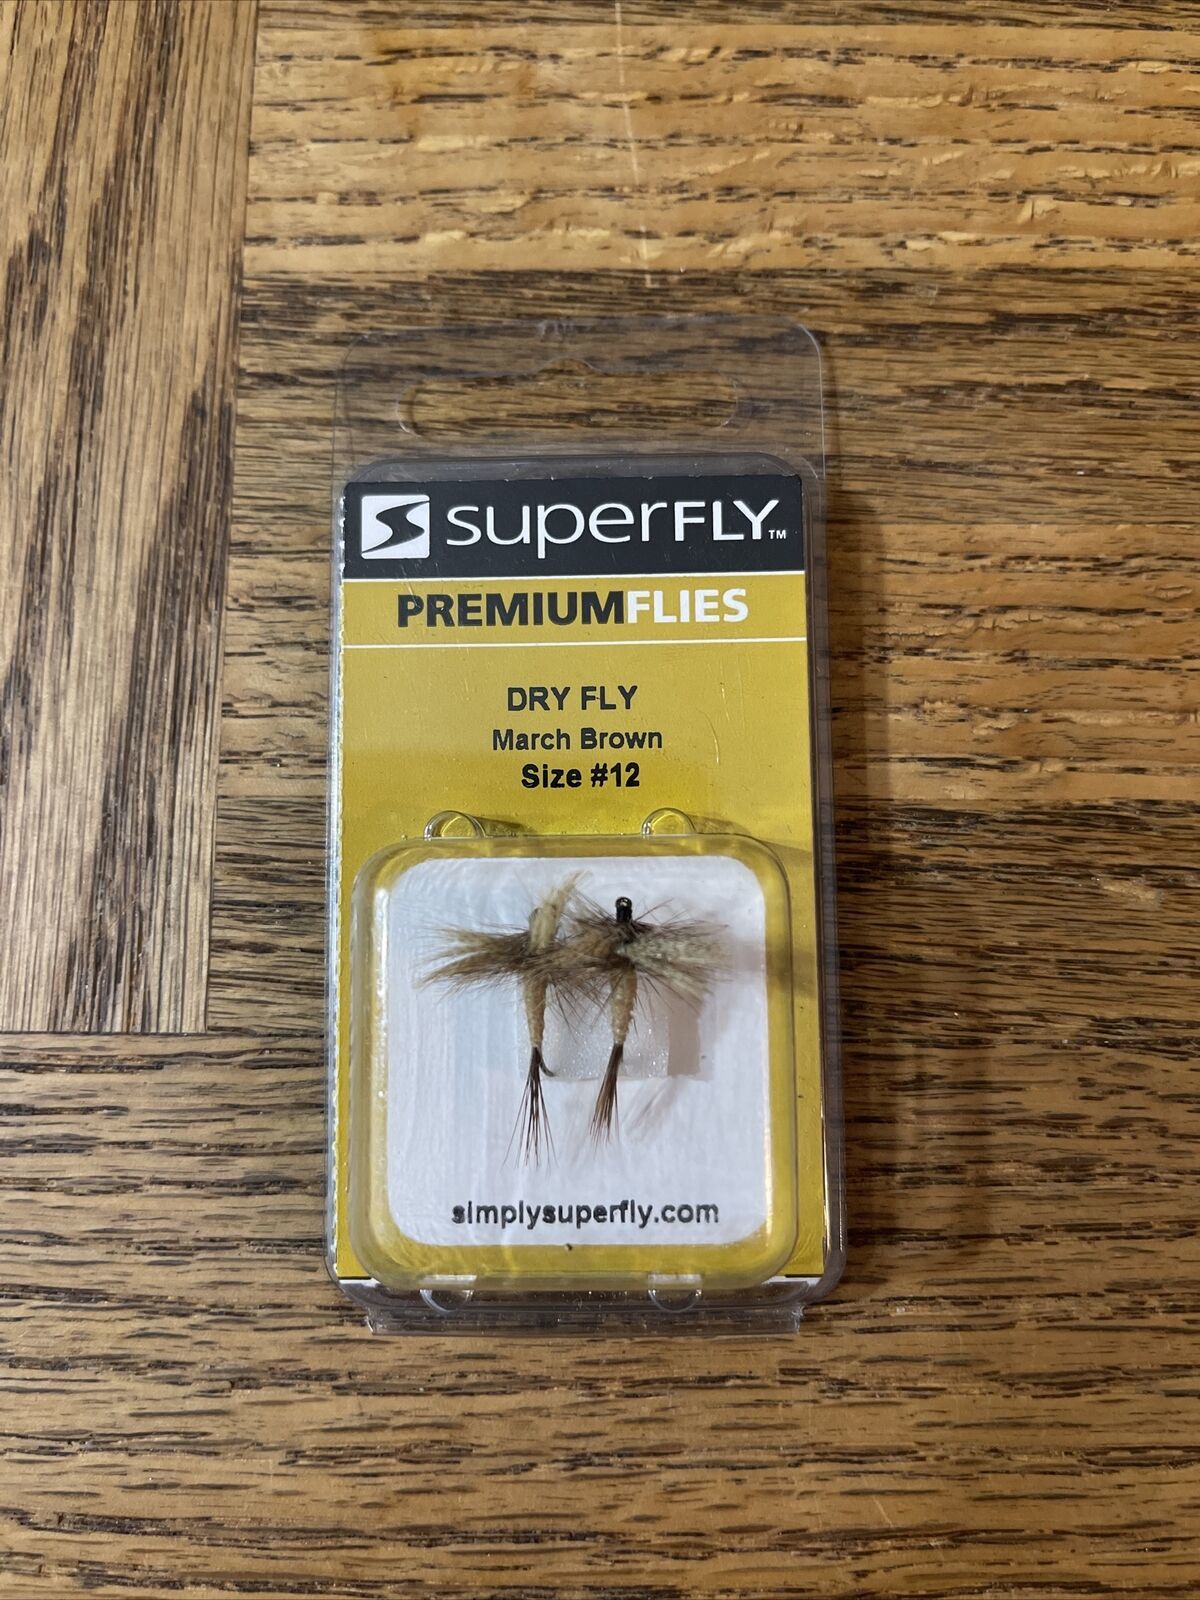 superFLY™
PREMIUMFLIES
DRY FLY
March Brown
Size #12
simplysuperfly.com